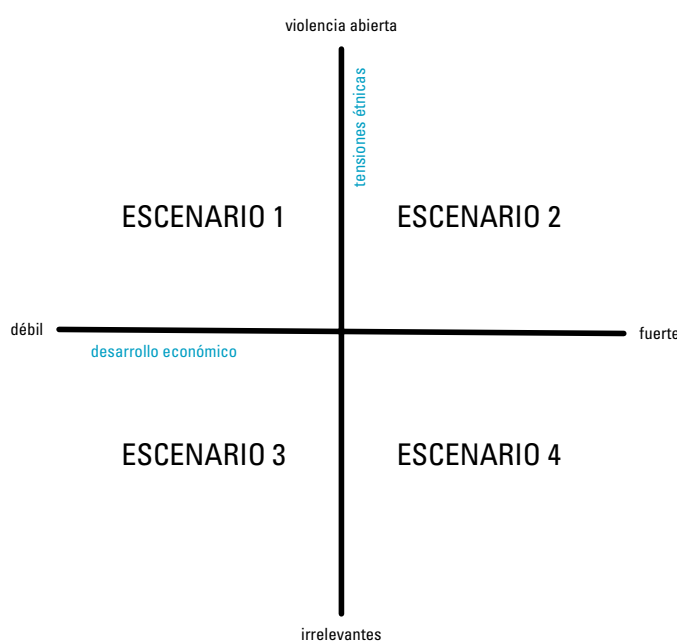 violencia abierta
tensiones étnicas
ESCENARIO 1
ESCENARIO 2
débil
fuerte
desarrollo económico
ESCENARIO 3
ESCENARIO 4
irrelevantes